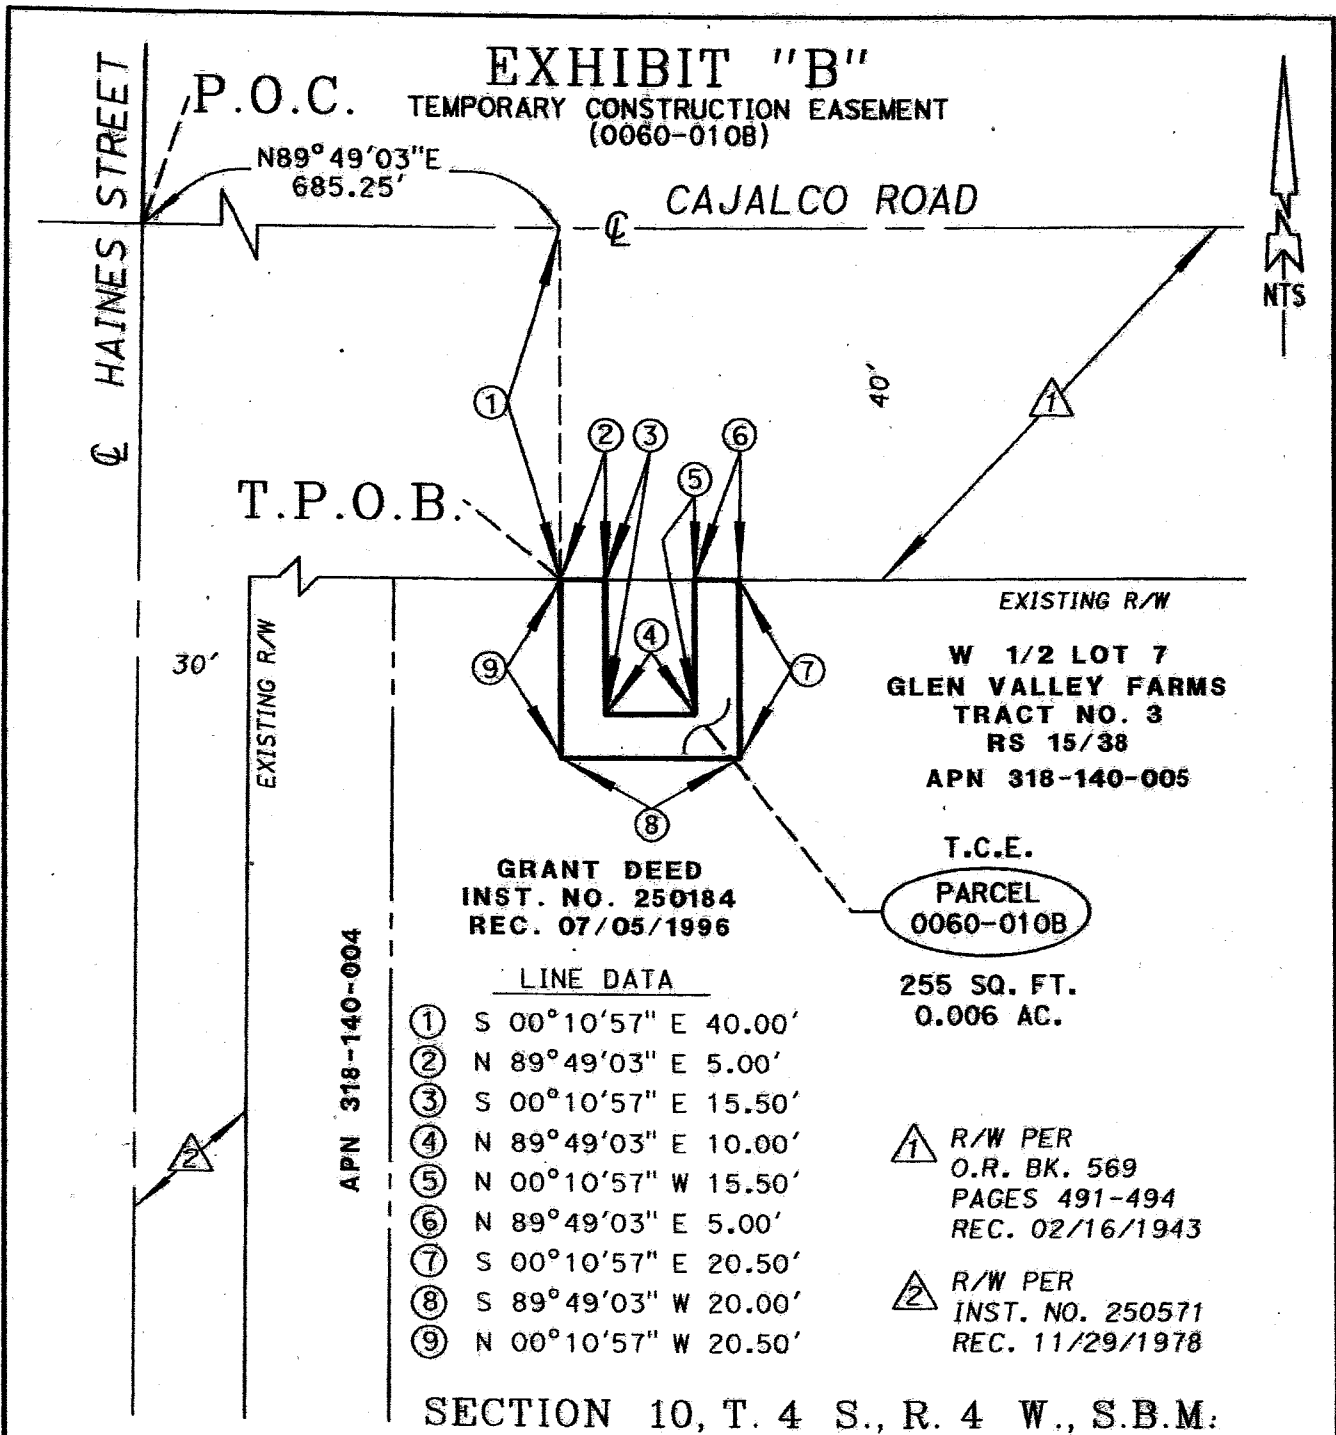 EXHIBIT "B"
TEMPORARY CONSTRUCTION EASEMENT
(0060-010B)
P.O.C.
N89°49'03"E
685.25'
℄ HAINES STREET
CAJALCO ROAD
℄
N
NTS
1
40'
1
2
3
6
5
T.P.O.B.
EXISTING R/W
30'
EXISTING R/W
4
9
7
8
W 1/2 LOT 7
GLEN VALLEY FARMS
TRACT NO. 3
RS 15/38
APN 318-140-005
T.C.E.
PARCEL
0060-010B
255 SQ. FT.
0.006 AC.
GRANT DEED
INST. NO. 250184
REC. 07/05/1996
APN 318-140-004
2
LINE DATA
1 S 00°10'57" E 40.00'
2 N 89°49'03" E 5.00'
3 S 00°10'57" E 15.50'
4 N 89°49'03" E 10.00'
5 N 00°10'57" W 15.50'
6 N 89°49'03" E 5.00'
7 S 00°10'57" E 20.50'
8 S 89°49'03" W 20.00'
9 N 00°10'57" W 20.50'
1 R/W PER
O.R. BK. 569
PAGES 491-494
REC. 02/16/1943
2 R/W PER
INST. NO. 250571
REC. 11/29/1978
SECTION 10, T. 4 S., R. 4 W., S.B.M.